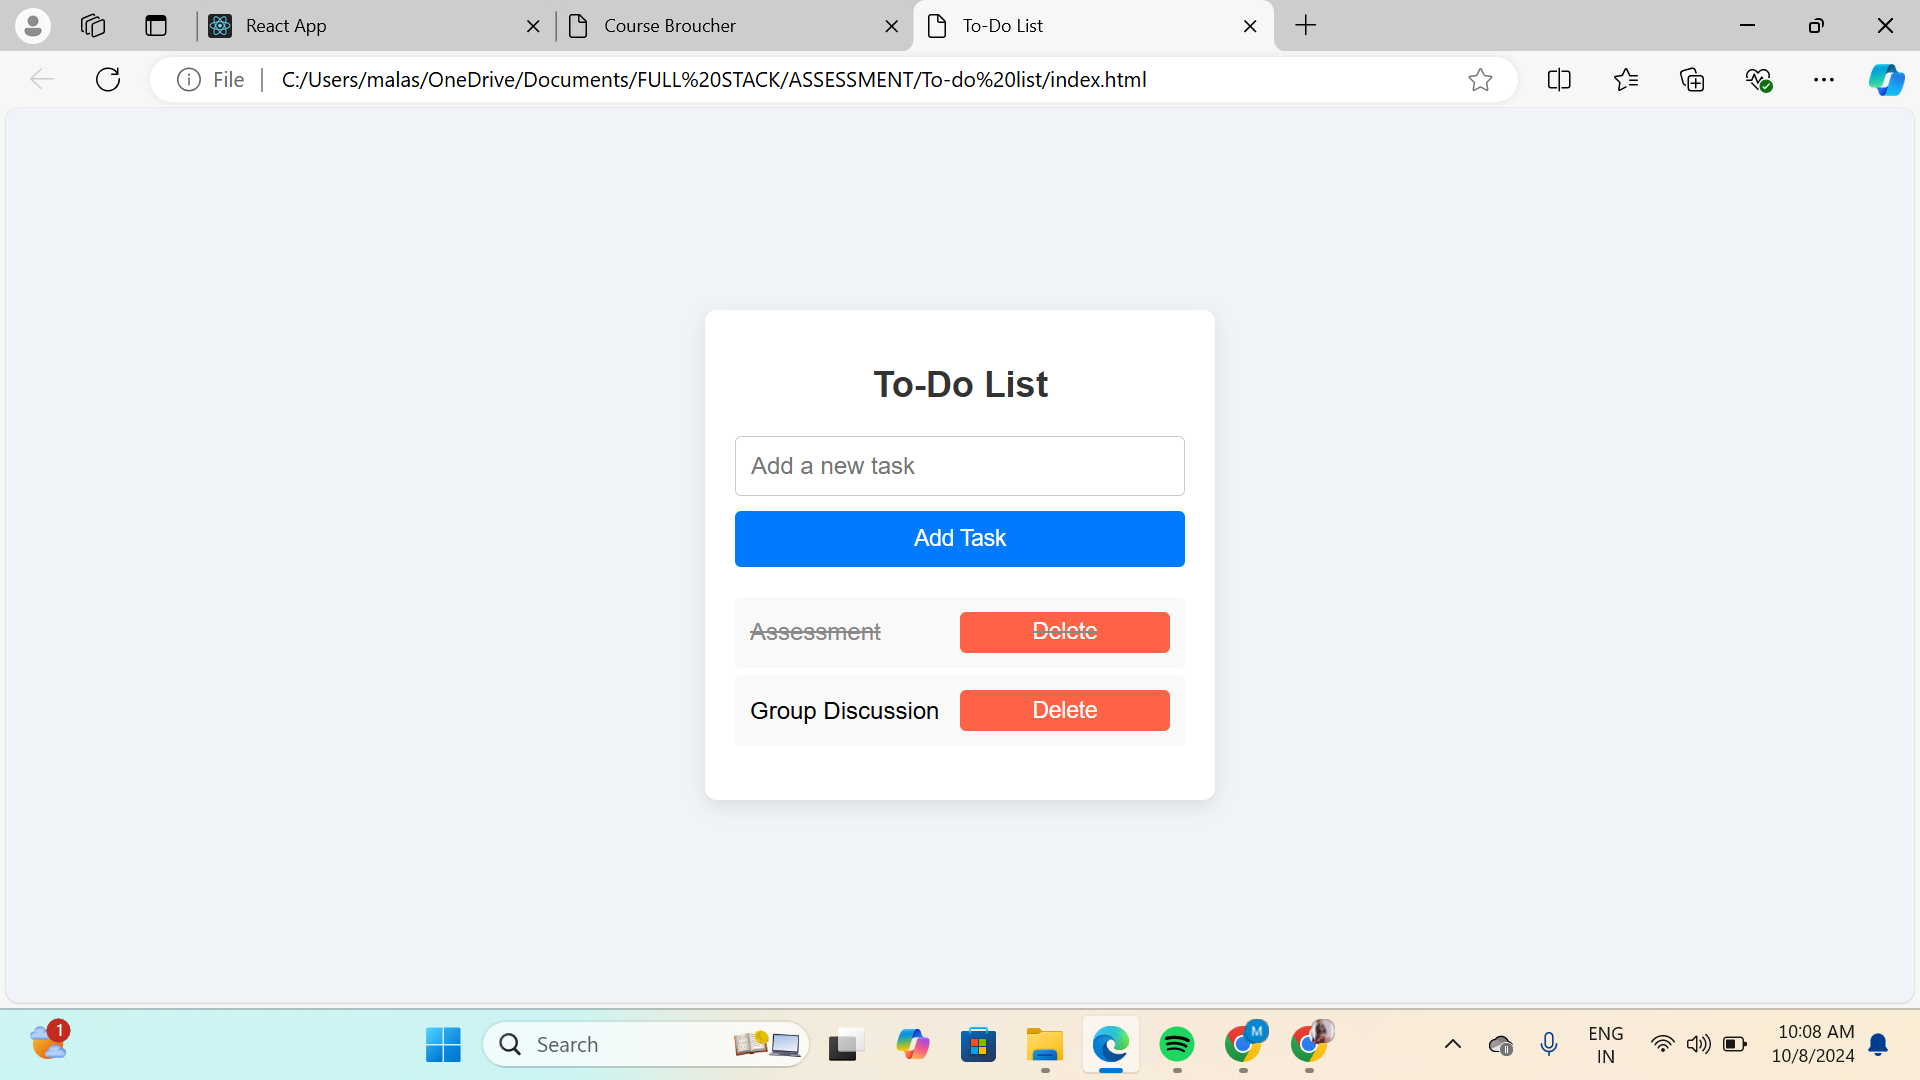 React App
Course Broucher
To-Do List
File
C:/Users/malas/OneDrive/Documents/FULL%20STACK/ASSESSMENT/To-do%20list/index.html
To-Do List
Add a new task
Add Task
Assessment
Delete
Group Discussion
Delete
1
Search
M
ENG
IN
10:08 AM
10/8/2024